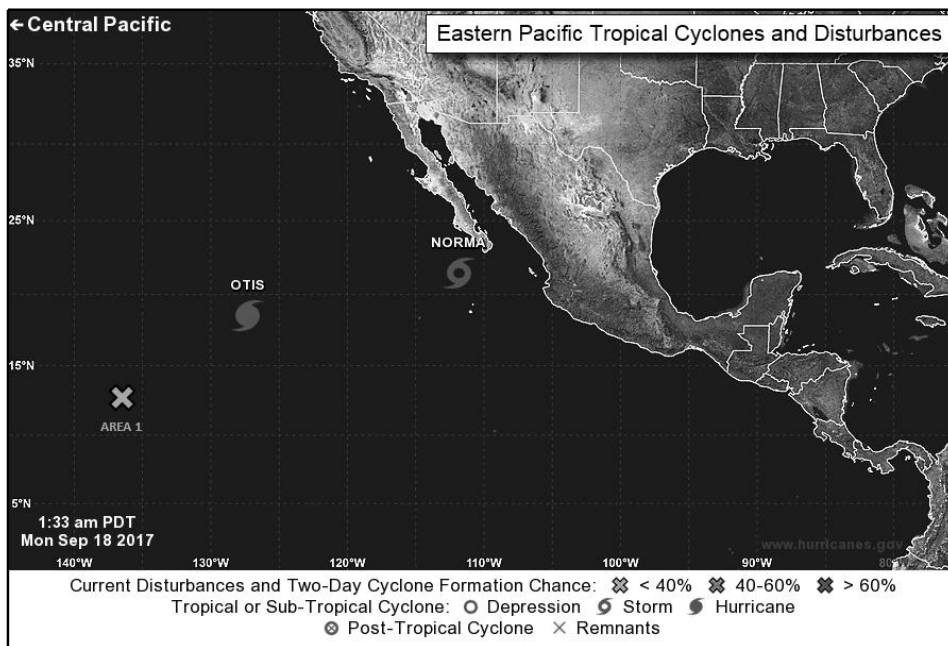 ← Central Pacific
Eastern Pacific Tropical Cyclones and Disturbances
35°N
25°N
NORMA
OTIS
15°N
AREA 1
5°N
1:33 am PDT
Mon Sep 18 2017
www.hurricanes.gov
140°W 130°W 120°W 110°W 100°W 90°W 80°W
Current Disturbances and Two-Day Cyclone Formation Chance: < 40% 40-60% > 60%
Tropical or Sub-Tropical Cyclone: Depression Storm Hurricane
Post-Tropical Cyclone Remnants